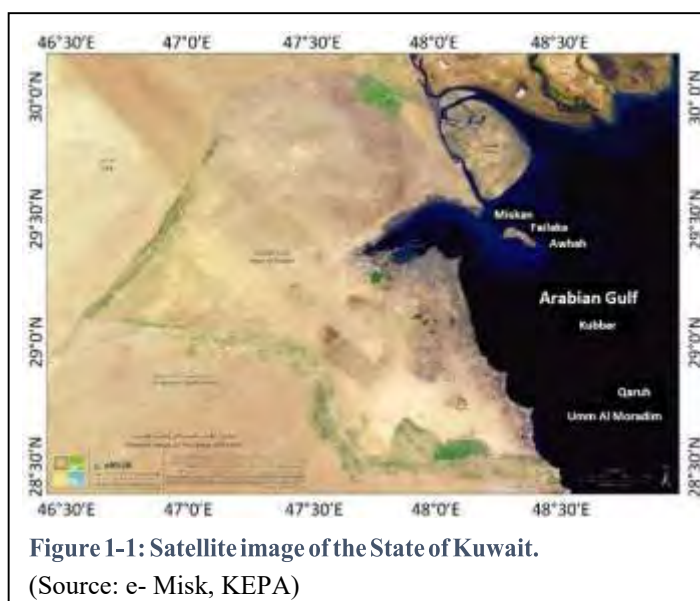 46°30'E 47°0'E 47°30'E 48°0'E 48°30'E
30°0'N 30°0'N
29°30'N 29°30'N
Miskan
Failaka
Awhah
Arabian Gulf
Kubbar
29°0'N 29°0'N
Qaruh
Umm Al Moradim
28°30'N 28°30'N
46°30'E 47°0'E 47°30'E 48°0'E 48°30'E
Figure 1-1: Satellite image of the State of Kuwait.
(Source: e- Misk, KEPA)